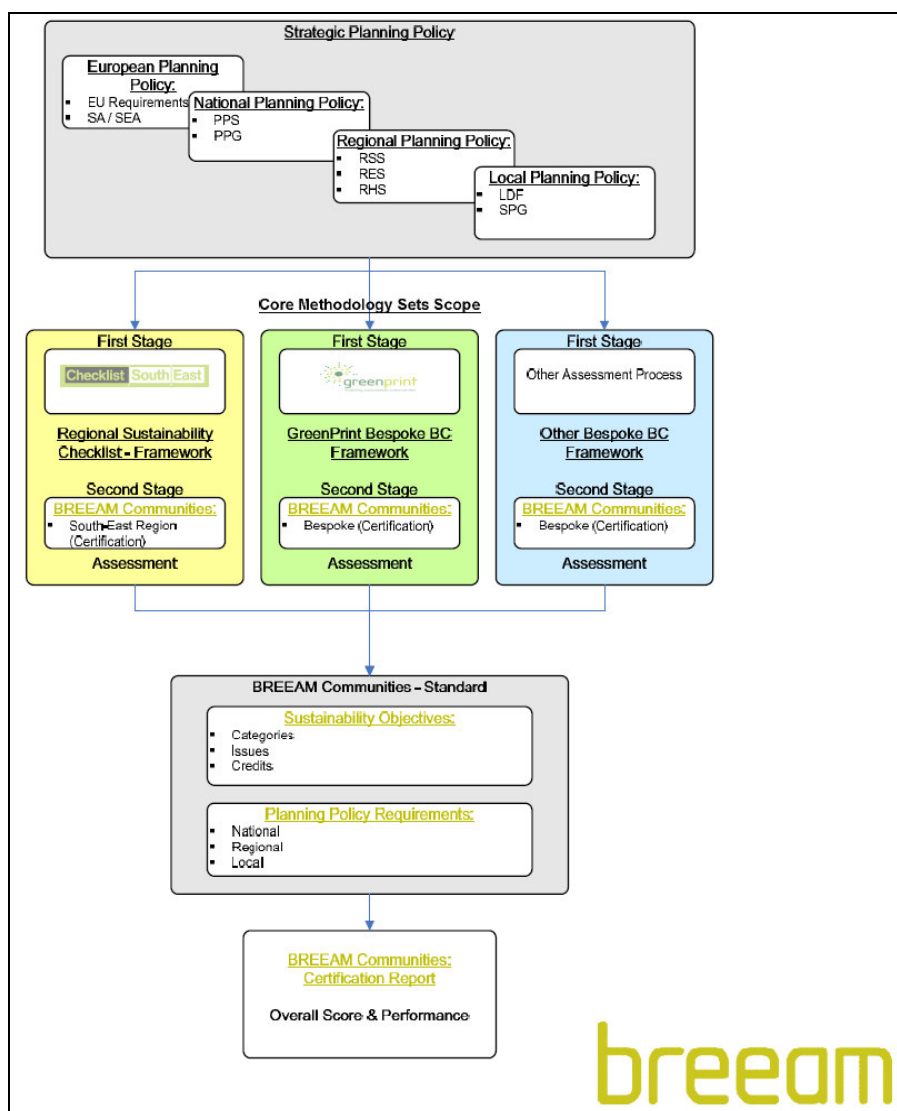 Strategic Planning Policy
European Planning
Policy:
▪ EU Requirements
▪ SA / SEA
National Planning Policy:
▪ PPS
▪ PPG
Regional Planning Policy:
▪ RSS
▪ RES
▪ RHS
Local Planning Policy:
▪ LDF
▪ SPG
Core Methodology Sets Scope
First Stage
Checklist South East
Regional Sustainability
Checklist - Framework
Second Stage
BREEAM Communities:
▪ South-East Region
(Certification)
Assessment
First Stage
greenprint
GreenPrint Bespoke BC
Framework
Second Stage
BREEAM Communities:
▪ Bespoke (Certification)
Assessment
First Stage
Other Assessment Process
Other Bespoke BC
Framework
Second Stage
BREEAM Communities:
▪ Bespoke (Certification)
Assessment
BREEAM Communities - Standard
Sustainability Objectives:
▪ Categories
▪ Issues
▪ Credits
Planning Policy Requirements:
▪ National
▪ Regional
▪ Local
BREEAM Communities:
Certification Report
Overall Score & Performance
breeam